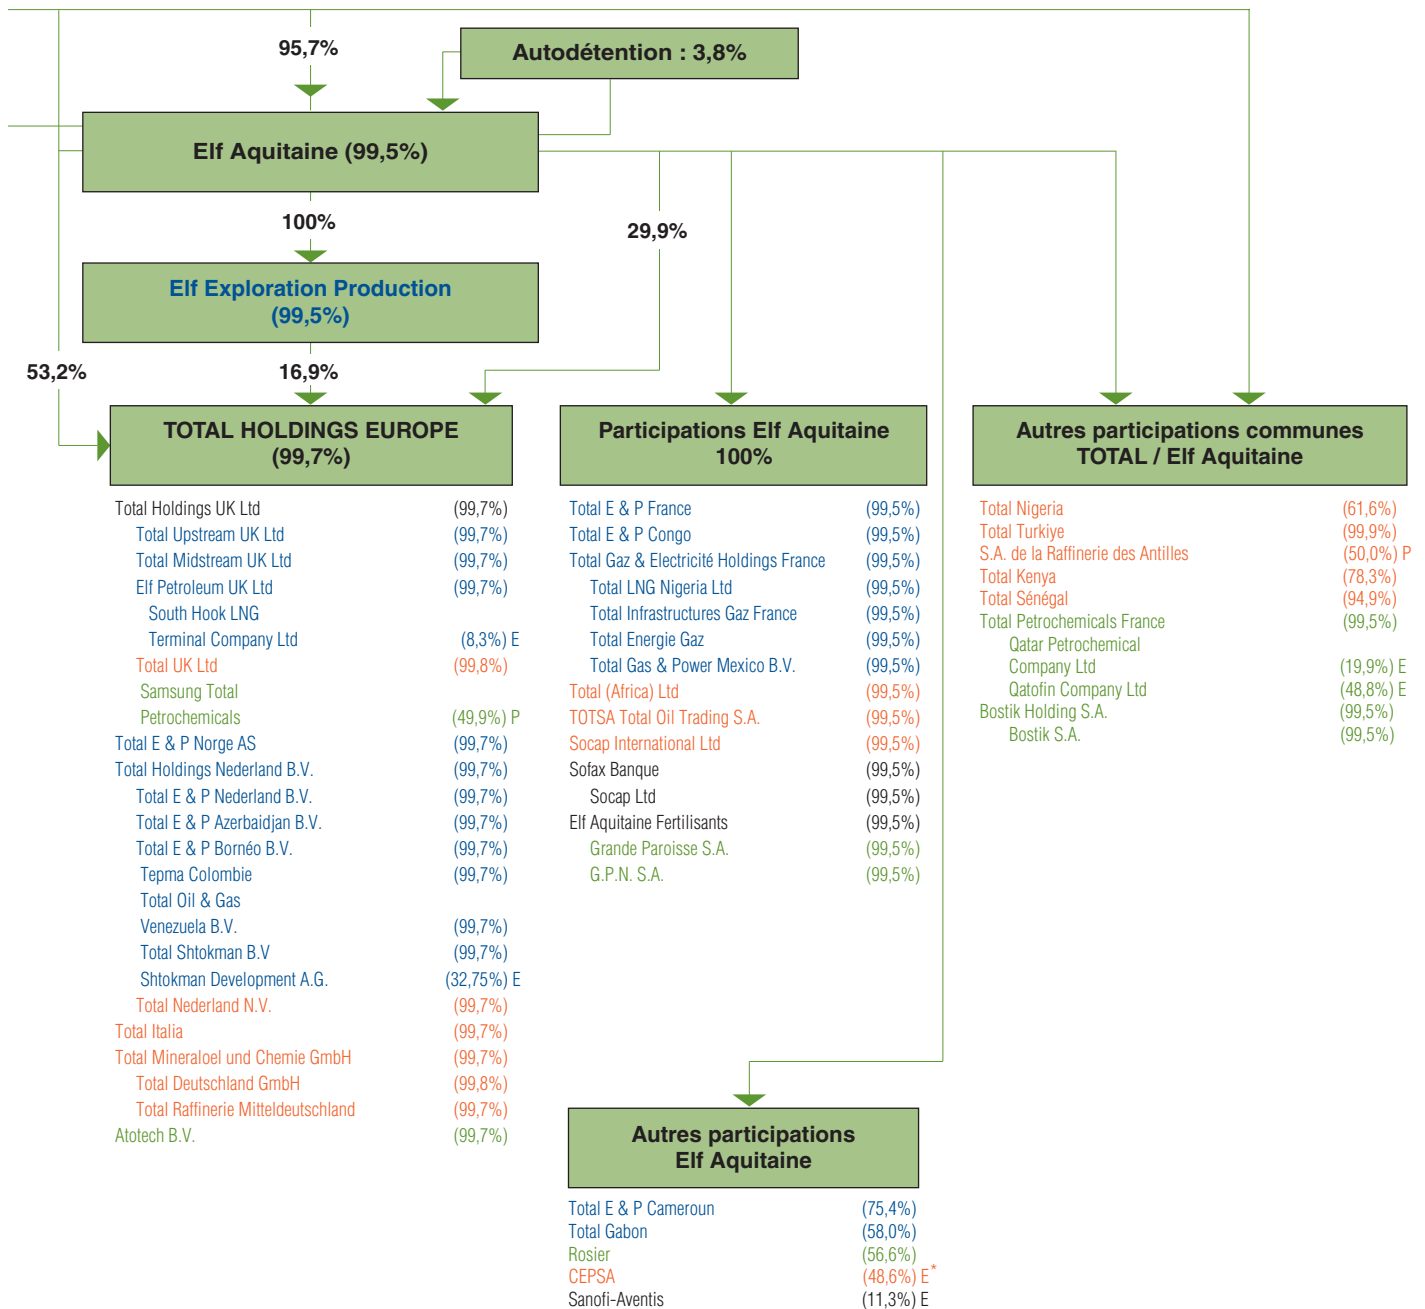 95,7%
Autodétention : 3,8%
Elf Aquitaine (99,5%)
100%
29,9%
Elf Exploration Production
(99,5%)
53,2%
16,9%
TOTAL HOLDINGS EUROPE
(99,7%)
Total Holdings UK Ltd (99,7%)
Total Upstream UK Ltd (99,7%)
Total Midstream UK Ltd (99,7%)
Elf Petroleum UK Ltd (99,7%)
South Hook LNG
Terminal Company Ltd (8,3%) E
Total UK Ltd (99,8%)
Samsung Total
Petrochemicals (49,9%) P
Total E & P Norge AS (99,7%)
Total Holdings Nederland B.V. (99,7%)
Total E & P Nederland B.V. (99,7%)
Total E & P Azerbaidjan B.V. (99,7%)
Total E & P Bornéo B.V. (99,7%)
Tepma Colombie (99,7%)
Total Oil & Gas
Venezuela B.V. (99,7%)
Total Shtokman B.V (99,7%)
Shtokman Development A.G. (32,75%) E
Total Nederland N.V. (99,7%)
Total Italia (99,7%)
Total Mineraloel und Chemie GmbH (99,7%)
Total Deutschland GmbH (99,8%)
Total Raffinerie Mitteldeutschland (99,7%)
Atotech B.V. (99,7%)
Participations Elf Aquitaine
100%
Total E & P France (99,5%)
Total E & P Congo (99,5%)
Total Gaz & Electricité Holdings France (99,5%)
Total LNG Nigeria Ltd (99,5%)
Total Infrastructures Gaz France (99,5%)
Total Energie Gaz (99,5%)
Total Gas & Power Mexico B.V. (99,5%)
Total (Africa) Ltd (99,5%)
TOTSA Total Oil Trading S.A. (99,5%)
Socap International Ltd (99,5%)
Sofax Banque (99,5%)
Socap Ltd (99,5%)
Elf Aquitaine Fertilisants (99,5%)
Grande Paroisse S.A. (99,5%)
G.P.N. S.A. (99,5%)
Autres participations communes
TOTAL / Elf Aquitaine
Total Nigeria (61,6%)
Total Turkiye (99,9%)
S.A. de la Raffinerie des Antilles (50,0%) P
Total Kenya (78,3%)
Total Sénégal (94,9%)
Total Petrochemicals France (99,5%)
Qatar Petrochemical
Company Ltd (19,9%) E
Qatofin Company Ltd (48,8%) E
Bostik Holding S.A. (99,5%)
Bostik S.A. (99,5%)
Autres participations
Elf Aquitaine
Total E & P Cameroun (75,4%)
Total Gabon (58,0%)
Rosier (56,6%)
CEPSA (48,6%) E*
Sanofi-Aventis (11,3%) E